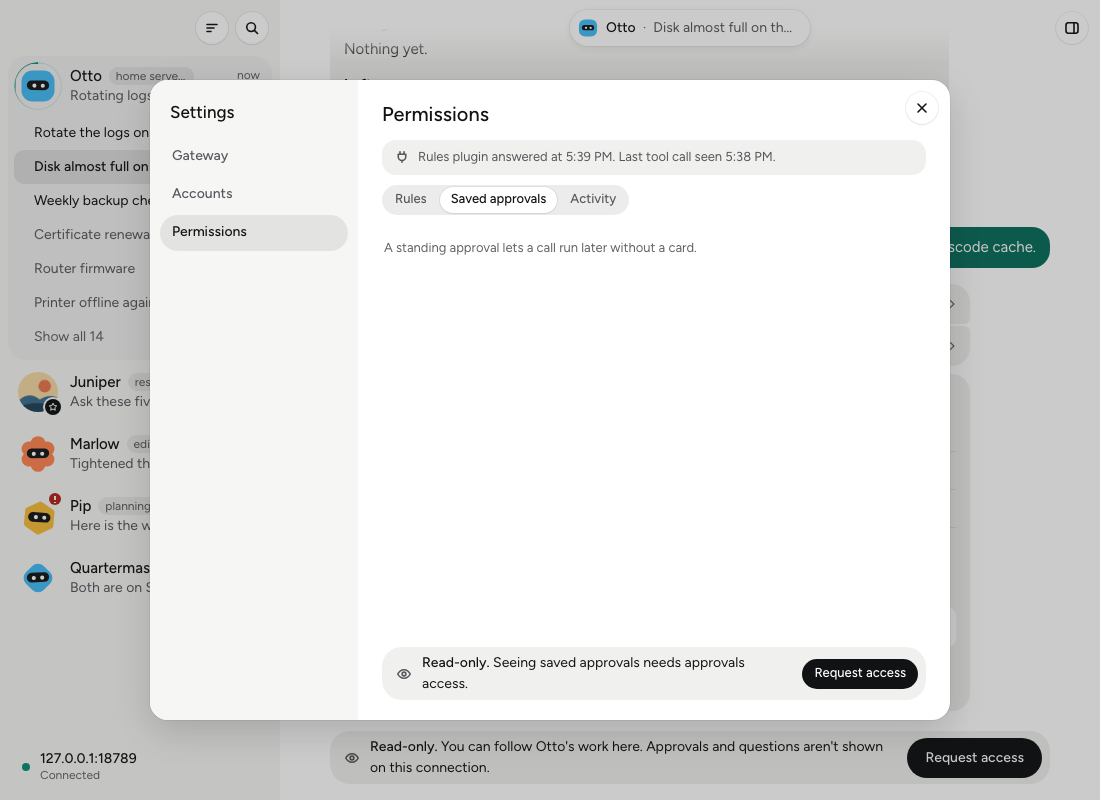 Otto · Disk almost full on th...
Nothing yet.
Otto home serve... now
Rotating logs
Rotate the logs on
Disk almost full on
Weekly backup che
Certificate renewa
Router firmware
Printer offline again
Show all 14
Juniper res
Ask these fiv
Marlow edi
Tightened th
Pip planning
Here is the w
Quartermas
Both are on S
127.0.0.1:18789
Connected
Settings
Gateway
Accounts
Permissions
Permissions
Rules plugin answered at 5:39 PM. Last tool call seen 5:38 PM.
Rules
Saved approvals
Activity
A standing approval lets a call run later without a card.
Read-only. Seeing saved approvals needs approvals
access.
Request access
scode cache.
Read-only. You can follow Otto's work here. Approvals and questions aren't shown
on this connection.
Request access